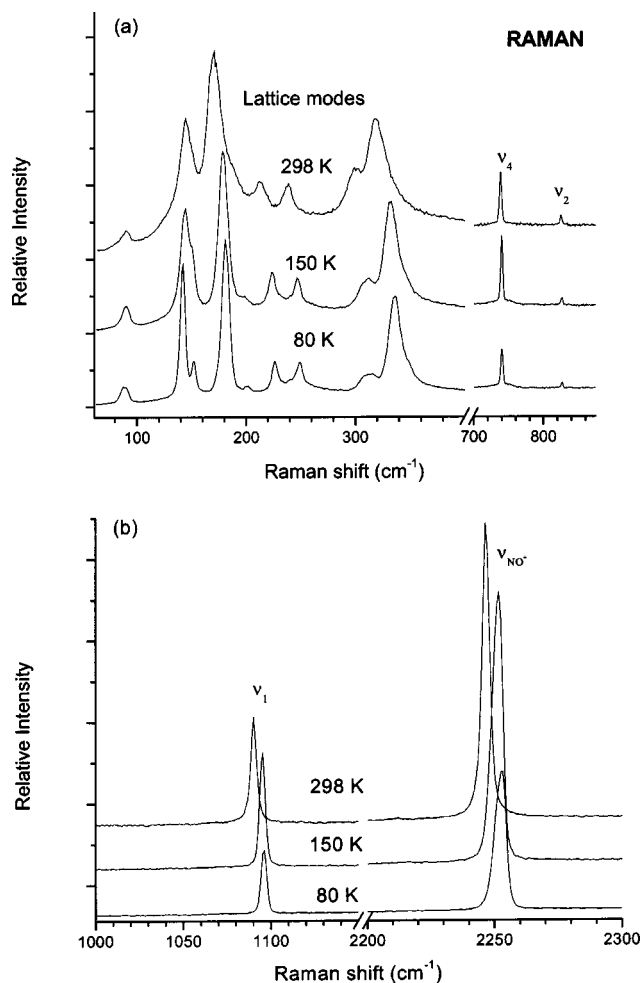 (a)
RAMAN
Lattice modes
298 K
ν4
ν2
150 K
80 K
Relative Intensity
100 200 300 700 800
Raman shift (cm-1)
(b)
νNO+
ν1
298 K
150 K
80 K
Relative Intensity
1000 1050 1100 2200 2250 2300
Raman shift (cm-1)